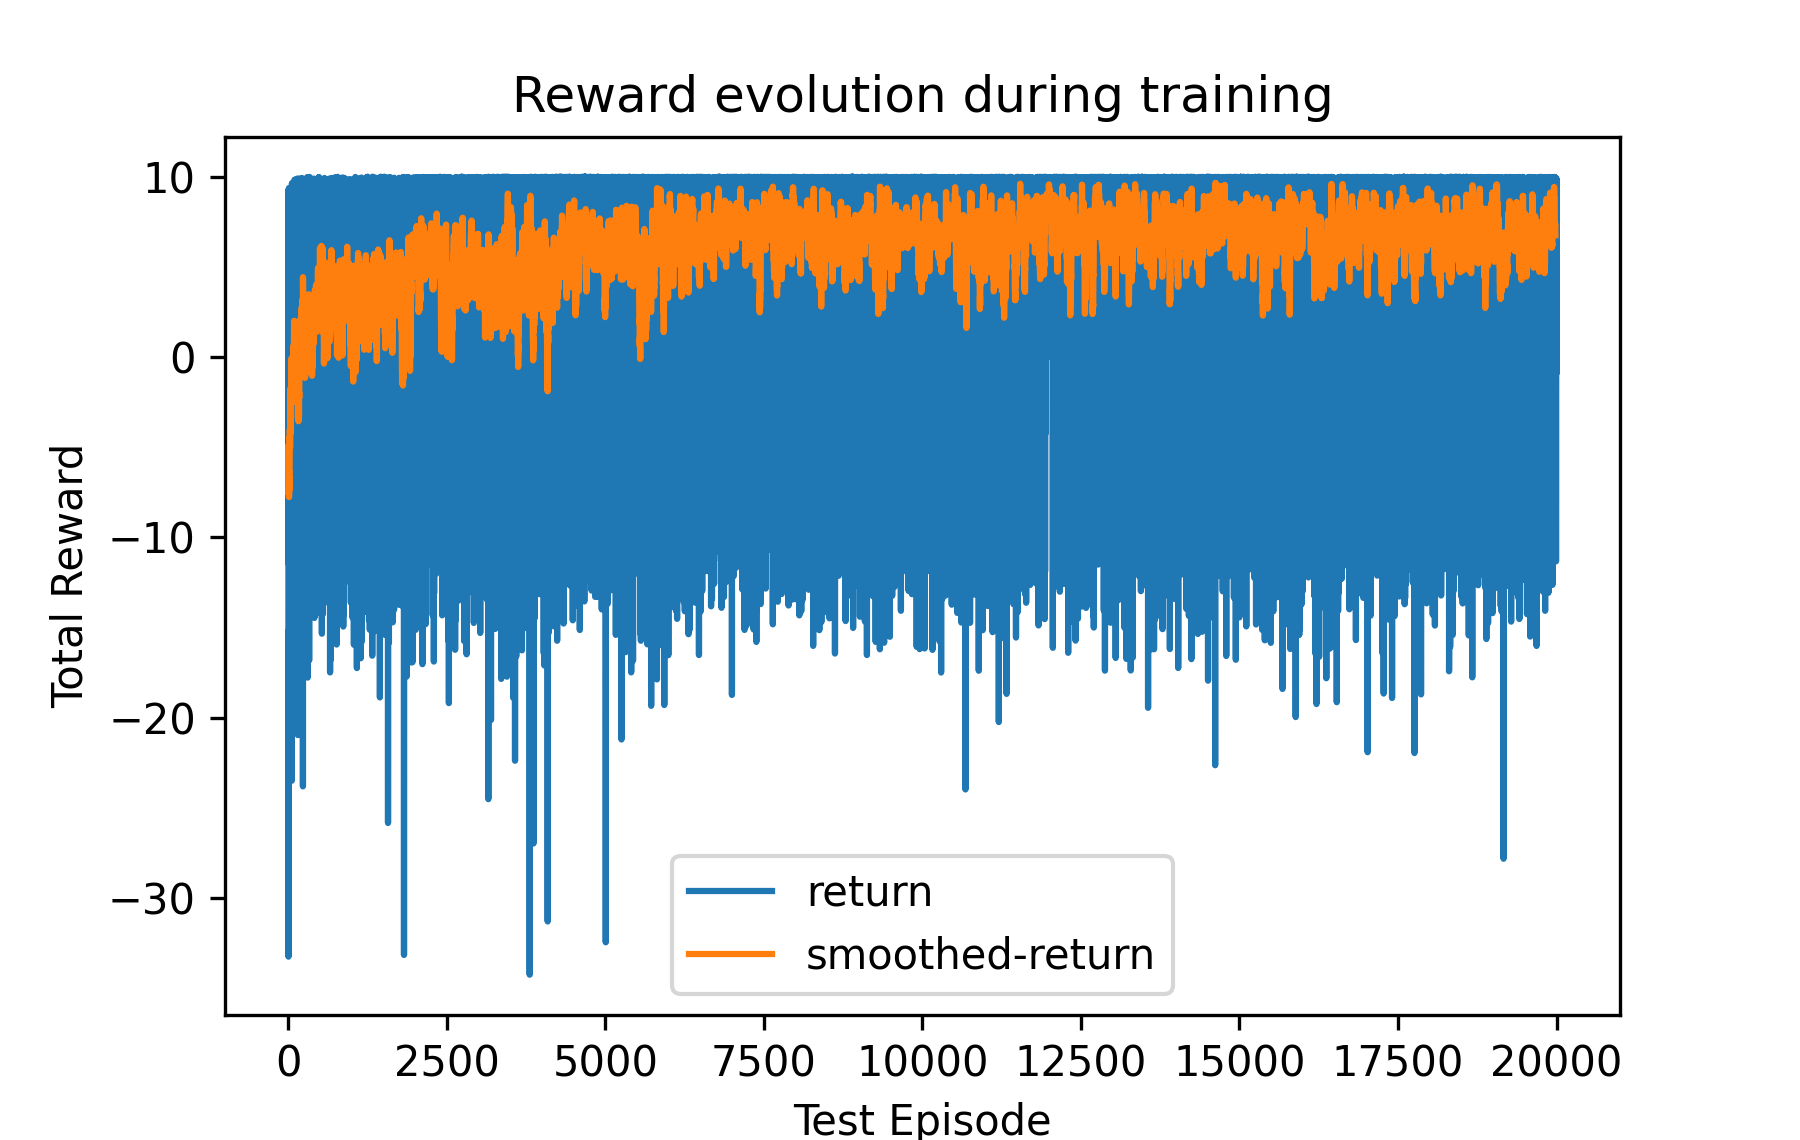 Reward evolution during training
Total Reward
10
0
−10
−20
−30
return
smoothed-return
0 2500 5000 7500 10000 12500 15000 17500 20000
Test Episode